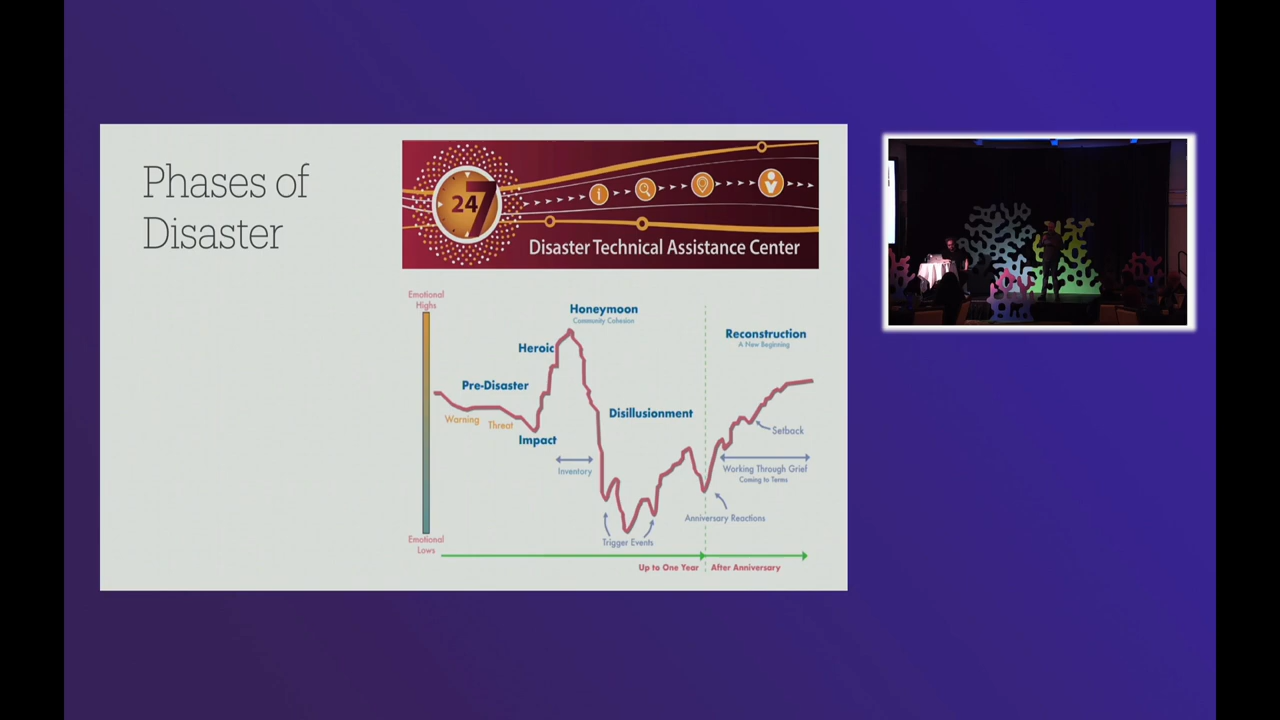 Phases of
Disaster
24
7
Disaster Technical Assistance Center
Emotional
Highs
Honeymoon
Community Cohesion
Reconstruction
A New Beginning
Heroic
Pre-Disaster
Disillusionment
Warning
Threat
Setback
Impact
Inventory
Working Through Grief
Coming to Terms
Anniversary Reactions
Trigger Events
Emotional
Lows
Up to One Year
After Anniversary